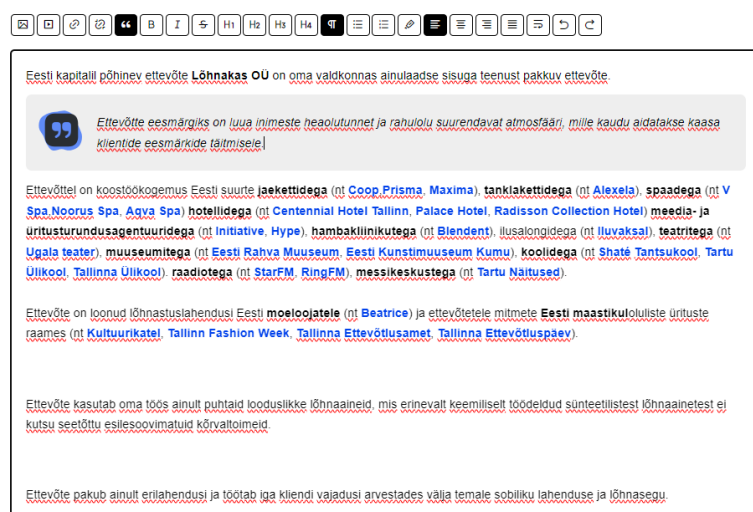 B I S H1 H2 H3 H4
Eesti kapitalil põhinev ettevõte Lõhnakas OÜ on oma valdkonnas ainulaadse sisuga teenust pakkuv ettevõte.
Ettevõtte eesmärgiks on luua inimeste heaolutunnet ja rahulolu suurendavat atmosfääri, mille kaudu aidatakse kaasa
klientide eesmärkide täitmisele.
Ettevõttel on koostöökogemus Eesti suurte jaekettidega (nt Coop,Prisma, Maxima), tanklakettidega (nt Alexela), spaadega (nt V
Spa,Noorus Spa, Aqva Spa) hotellidega (nt Centennial Hotel Tallinn, Palace Hotel, Radisson Collection Hotel) meedia- ja
üritusturundusagentuuridega (nt Initiative, Hype), hambakliinikutega (nt Blendent), ilusalongidega (nt Iluvaksal), teatritega (nt
Ugala teater), muuseumitega (nt Eesti Rahva Muuseum, Eesti Kunstimuuseum Kumu), koolidega (nt Shaté Tantsukool, Tartu
Ülikool, Tallinna Ülikool). raadiotega (nt StarFM, RingFM), messikeskustega (nt Tartu Näitused).
Ettevõte on loonud lõhnastuslahendusi Eesti moeloojatele (nt Beatrice) ja ettevõtetele mitmete Eesti maastikuloluliste ürituste
raames (nt Kultuurikatel, Tallinn Fashion Week, Tallinna Ettevõtlusamet, Tallinna Ettevõtluspäev).
Ettevõte kasutab oma töös ainult puhtaid looduslikke lõhnaaineid, mis erinevalt keemiliselt töödeldud sünteetilistest lõhnaainetest ei
kutsu seetõttu esilesoovimatuid kõrvaltoimeid.
Ettevõte pakub ainult erilahendusi ja töötab iga kliendi vajadusi arvestades välja temale sobiliku lahenduse ja lõhnasegu.